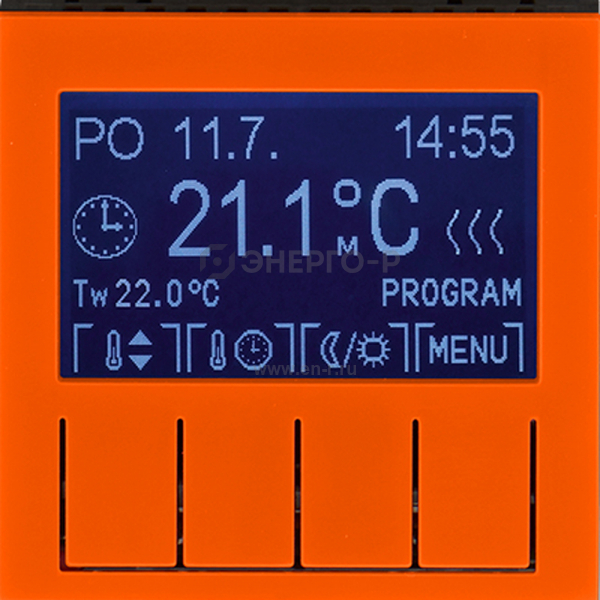 PO 11.7. 14:55
21.1°C
M
ЭНЕРГО-Р
Tw 22.0°C PROGRAM
MENU
www.en-r.ru